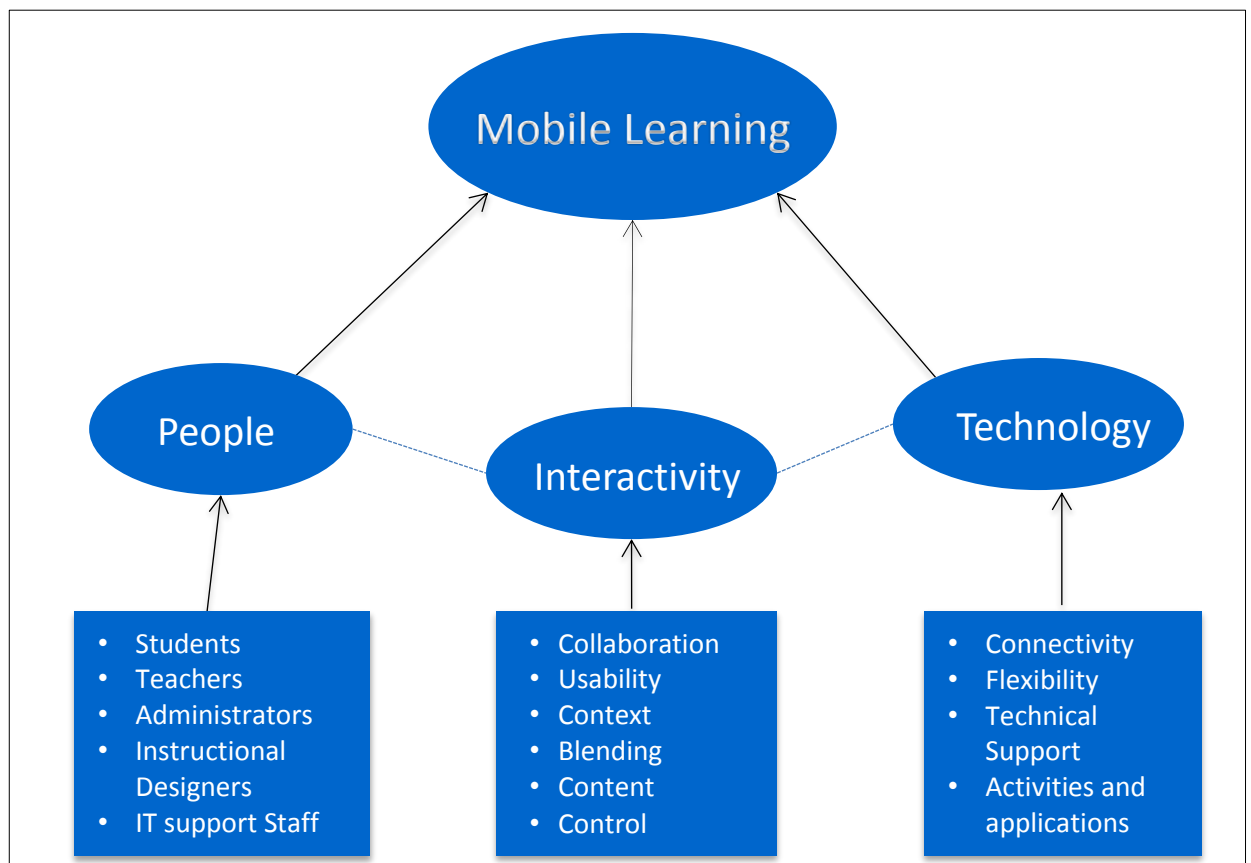 Mobile Learning
People
Interactivity
Technology
• Students
• Teachers
• Administrators
• Instructional
Designers
• IT support Staff
• Collaboration
• Usability
• Context
• Blending
• Content
• Control
• Connectivity
• Flexibility
• Technical
Support
• Activities and
applications